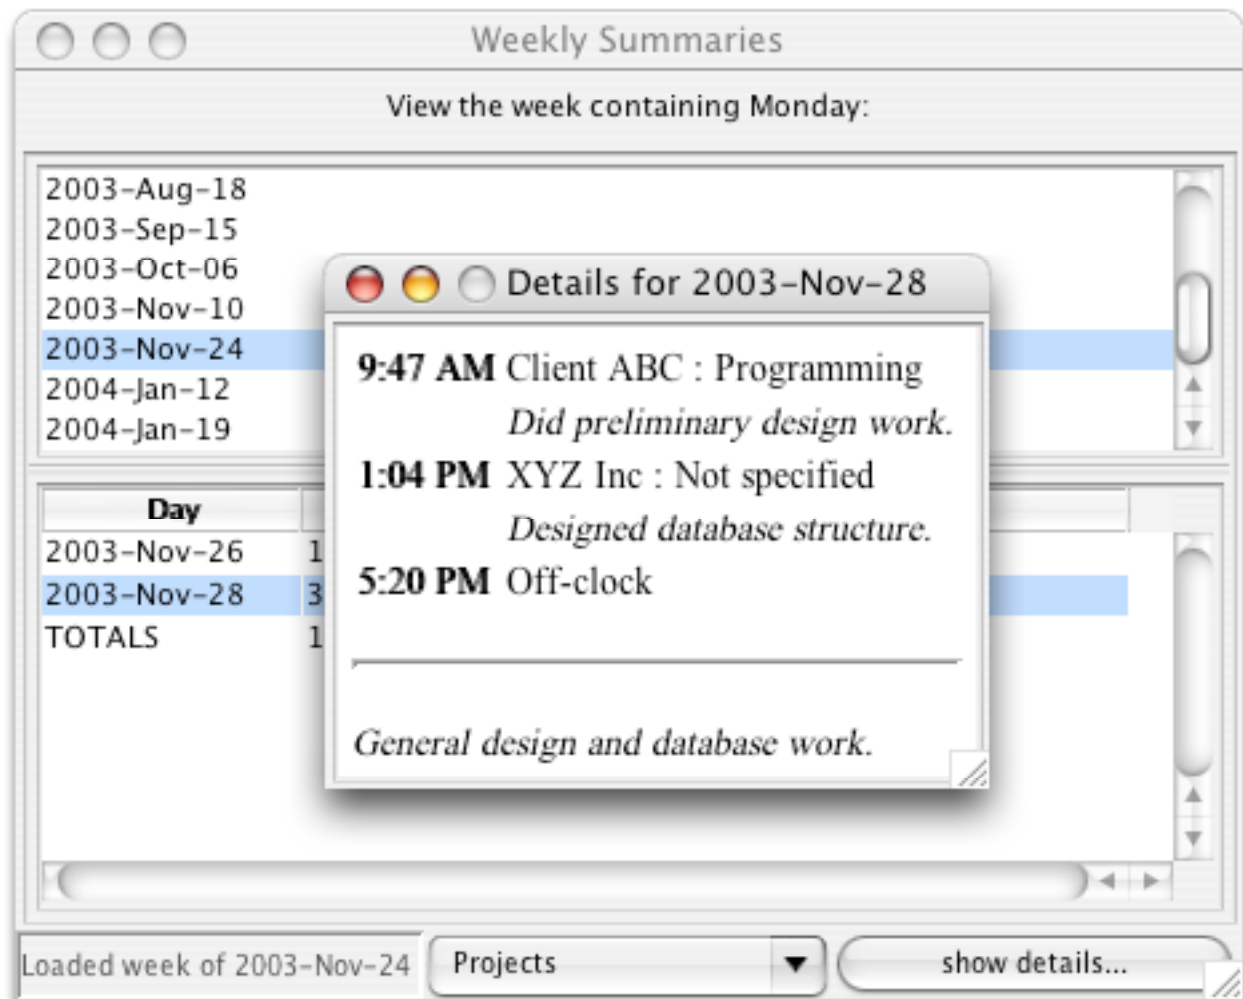 Weekly Summaries
View the week containing Monday:
2003-Aug-18
2003-Sep-15
2003-Oct-06
2003-Nov-10
2003-Nov-24
2004-Jan-12
2004-Jan-19
Details for 2003-Nov-28
9:47 AM Client ABC : Programming
Did preliminary design work.
1:04 PM XYZ Inc : Not specified
Designed database structure.
5:20 PM Off-clock
General design and database work.
Day
2003-Nov-26 1
2003-Nov-28 3
TOTALS 1
Loaded week of 2003-Nov-24 Projects show details...